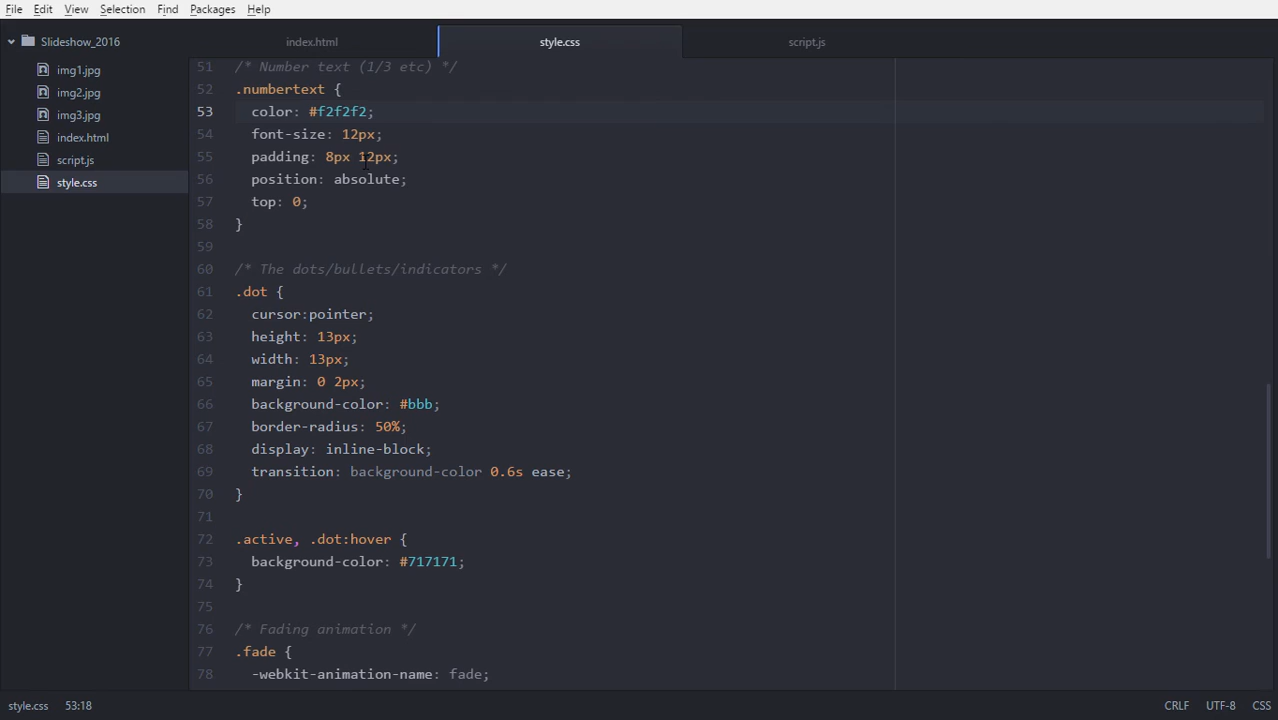 File Edit View Selection Find Packages Help
Slideshow_2016
index.html style.css script.js
img1.jpg
img2.jpg
img3.jpg
index.html
script.js
style.css
51 /* Number text (1/3 etc) */
52 .numbertext {
53 color: #f2f2f2;
54 font-size: 12px;
55 padding: 8px 12px;
56 position: absolute;
57 top: 0;
58 }
59
60 /* The dots/bullets/indicators */
61 .dot {
62 cursor:pointer;
63 height: 13px;
64 width: 13px;
65 margin: 0 2px;
66 background-color: #bbb;
67 border-radius: 50%;
68 display: inline-block;
69 transition: background-color 0.6s ease;
70 }
71
72 .active, .dot:hover {
73 background-color: #717171;
74 }
75
76 /* Fading animation */
77 .fade {
78 -webkit-animation-name: fade;
style.css 53:18 CRLF UTF-8 CSS